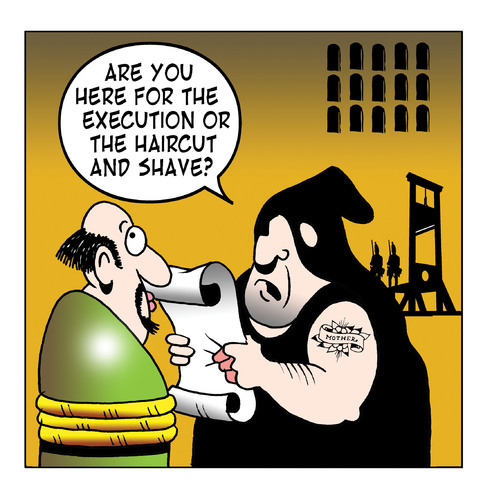 ARE YOU
HERE FOR THE
EXECUTION OR
THE HAIRCUT
AND SHAVE?
MOTHER